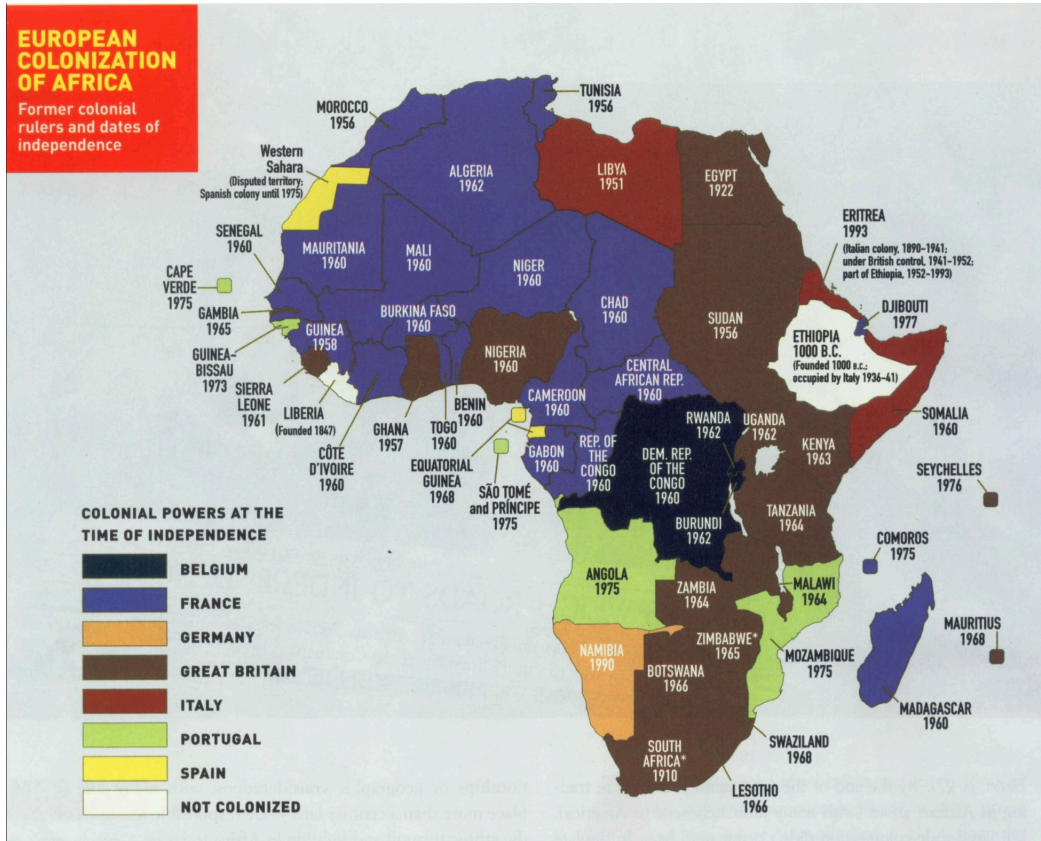 EUROPEAN
COLONIZATION
OF AFRICA
Former colonial
rulers and dates of
independence
MOROCCO
1956
TUNISIA
1956
Western
Sahara
(Disputed territory;
Spanish colony until 1975)
ALGERIA
1962
LIBYA
1951
EGYPT
1922
SENEGAL
1960
MAURITANIA
1960
MALI
1960
NIGER
1960
CHAD
1960
SUDAN
1956
ERITREA
1993
(Italian colony, 1890–1941;
under British control, 1941–1952;
part of Ethiopia, 1952–1993)
CAPE
VERDE
1975
GAMBIA
1965
GUINEA-
BISSAU
1973
GUINEA
1958
BURKINA FASO
1960
NIGERIA
1960
DJIBOUTI
1977
ETHIOPIA
1000 B.C.
(Founded 1000 B.C.;
occupied by Italy 1936–41)
SIERRA
LEONE
1961
LIBERIA
(Founded 1847)
CÔTE
D'IVOIRE
1960
GHANA
1957
TOGO
1960
BENIN
1960
CAMEROON
1960
CENTRAL
AFRICAN REP.
1960
EQUATORIAL
GUINEA
1968
SÃO TOMÉ
and PRÍNCIPE
1975
GABON
1960
REP. OF
THE
CONGO
1960
DEM. REP.
OF THE
CONGO
1960
RWANDA
1962
UGANDA
1962
KENYA
1963
SOMALIA
1960
SEYCHELLES
1976
BURUNDI
1962
TANZANIA
1964
COMOROS
1975
ANGOLA
1975
ZAMBIA
1964
MALAWI
1964
MAURITIUS
1968
NAMIBIA
1990
ZIMBABWE*
1965
BOTSWANA
1966
MOZAMBIQUE
1975
MADAGASCAR
1960
SOUTH
AFRICA*
1910
SWAZILAND
1968
LESOTHO
1966
COLONIAL POWERS AT THE
TIME OF INDEPENDENCE
BELGIUM
FRANCE
GERMANY
GREAT BRITAIN
ITALY
PORTUGAL
SPAIN
NOT COLONIZED